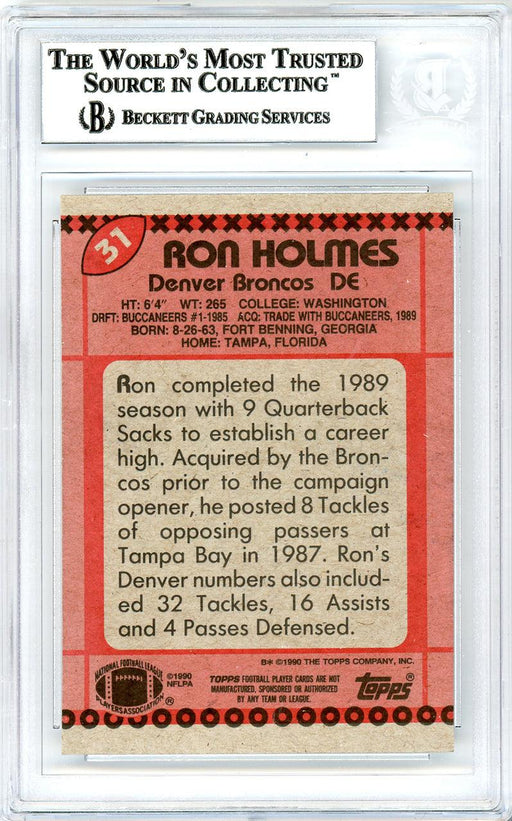 THE WORLD'S MOST TRUSTED
SOURCE IN COLLECTING™
B BECKETT GRADING SERVICES
31
RON HOLMES
Denver Broncos DE
HT: 6'4" WT: 265 COLLEGE: WASHINGTON
DRFT: BUCCANEERS #1-1985 ACQ: TRADE WITH BUCCANEERS, 1989
BORN: 8-26-63, FORT BENNING, GEORGIA
HOME: TAMPA, FLORIDA
Ron completed the 1989
season with 9 Quarterback
Sacks to establish a career
high. Acquired by the Bron-
cos prior to the campaign
opener, he posted 8 Tackles
of opposing passers at
Tampa Bay in 1987. Ron's
Denver numbers also includ-
ed 32 Tackles, 16 Assists
and 4 Passes Defensed.
B* ©1990 THE TOPPS COMPANY, INC.
NATIONAL FOOTBALL LEAGUE
PLAYERS ASSOCIATION ®
©1990
NFLPA
TOPPS FOOTBALL PLAYER CARDS ARE NOT
MANUFACTURED, SPONSORED OR AUTHORIZED
BY ANY TEAM OR LEAGUE.
Topps®